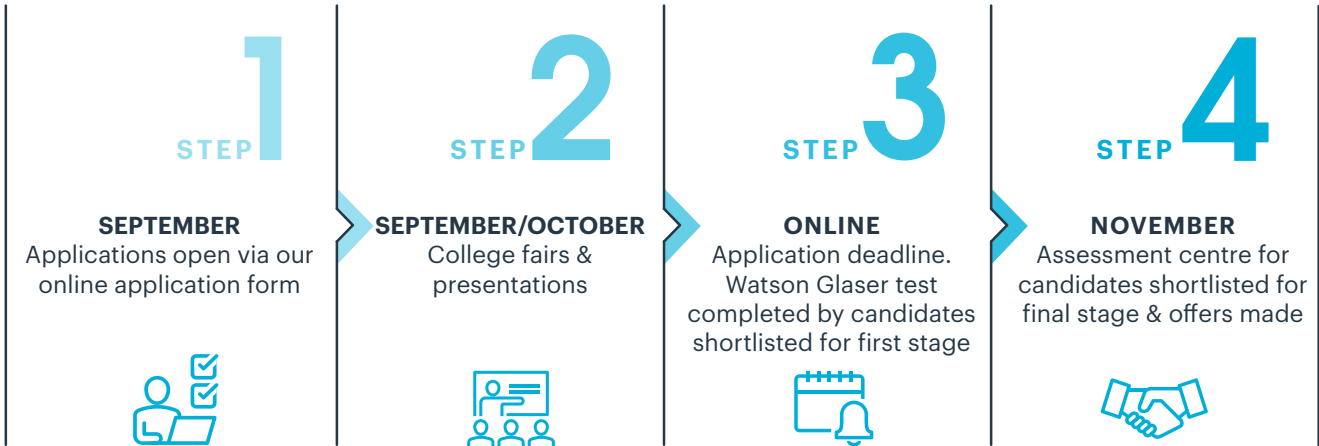 STEP 1
SEPTEMBER
Applications open via our
online application form
STEP 2
SEPTEMBER/OCTOBER
College fairs &
presentations
STEP 3
ONLINE
Application deadline.
Watson Glaser test
completed by candidates
shortlisted for first stage
STEP 4
NOVEMBER
Assessment centre for
candidates shortlisted for
final stage & offers made